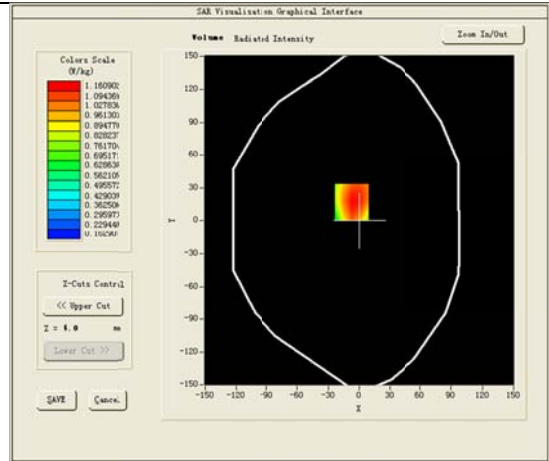 SAR Visualisation Graphical Interface
Volume Radiated Intensity
Zoom In/Out
Colors Scale
(W/kg)
1.160902
1.094369
1.027836
0.961303
0.894770
0.828237
0.761704
0.695171
0.628638
0.562105
0.495572
0.429039
0.362506
0.295973
0.229440
0.162907
150
120
90
60
30
0
-30
-60
-90
-120
-150
Y
-150 -120 -90 -60 -30 0 30 60 90 120 150
X
Z-Cuts Control
<< Upper Cut
Z = 4.0 mm
Lower Cut >>
SAVE Cancel